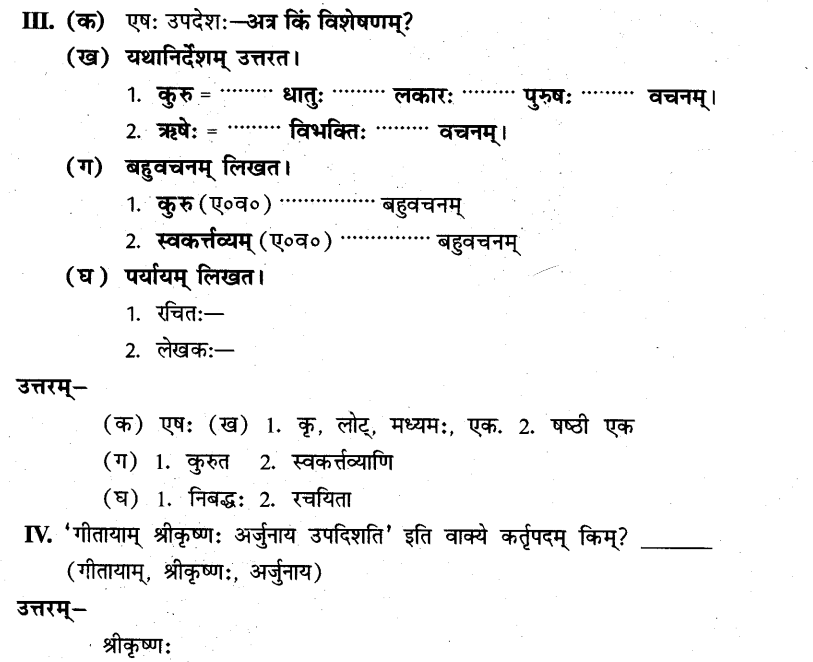 III. (क) एषः उपदेशः—अत्र किं विशेषणम्?
(ख) यथानिर्देशम् उत्तरत।
1. कुरु = ········· धातुः ········· लकारः ········· पुरुषः ········· वचनम्।
2. ऋषेः = ········· विभक्तिः ········· वचनम्।
(ग) बहुवचनम् लिखत।
1. कुरु (ए०व०) ················ बहुवचनम्
2. स्वकर्त्तव्यम् (ए०व०) ··············· बहुवचनम्
(घ) पर्यायम् लिखत।
1. रचितः—
2. लेखकः—
उत्तरम्—
(क) एषः (ख) 1. कृ, लोट्, मध्यमः, एक. 2. षष्ठी एक
(ग) 1. कुरुत 2. स्वकर्त्तव्याणि
(घ) 1. निबद्धः 2. रचयिता
IV. ‘गीतायाम् श्रीकृष्णः अर्जुनाय उपदिशति’ इति वाक्ये कर्तृपदम् किम्? _______
(गीतायाम्, श्रीकृष्णः, अर्जुनाय)
उत्तरम्—
श्रीकृष्णः